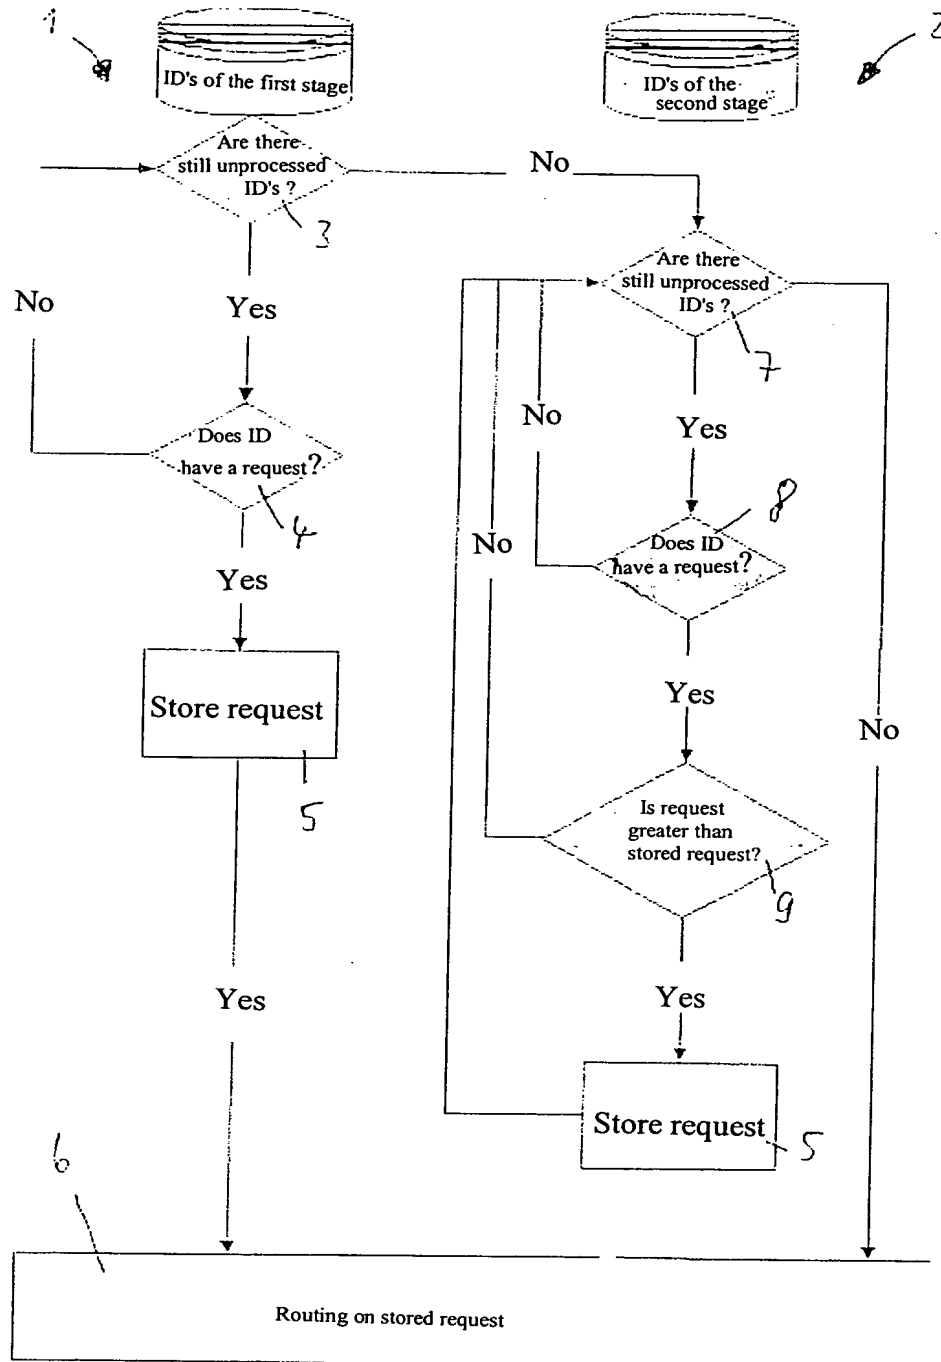 1
2
ID's of the first stage
ID's of the
second stage
Are there
still unprocessed
ID's ?
3
No
Are there
still unprocessed
ID's ?
7
No
Yes
No
Yes
Does ID
have a request?
4
8
Does ID
have a request?
No
Yes
Yes
No
Store request
5
Is request
greater than
stored request?
9
Yes
Yes
Store request
5
6
Routing on stored request